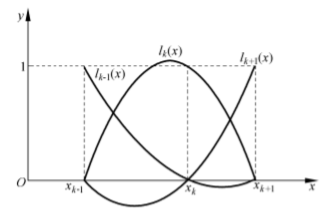 y
l_k(x)
l_{k+1}(x)
1
l_{k-1}(x)
O
x_{k-1}
x_k
x_{k+1}
x